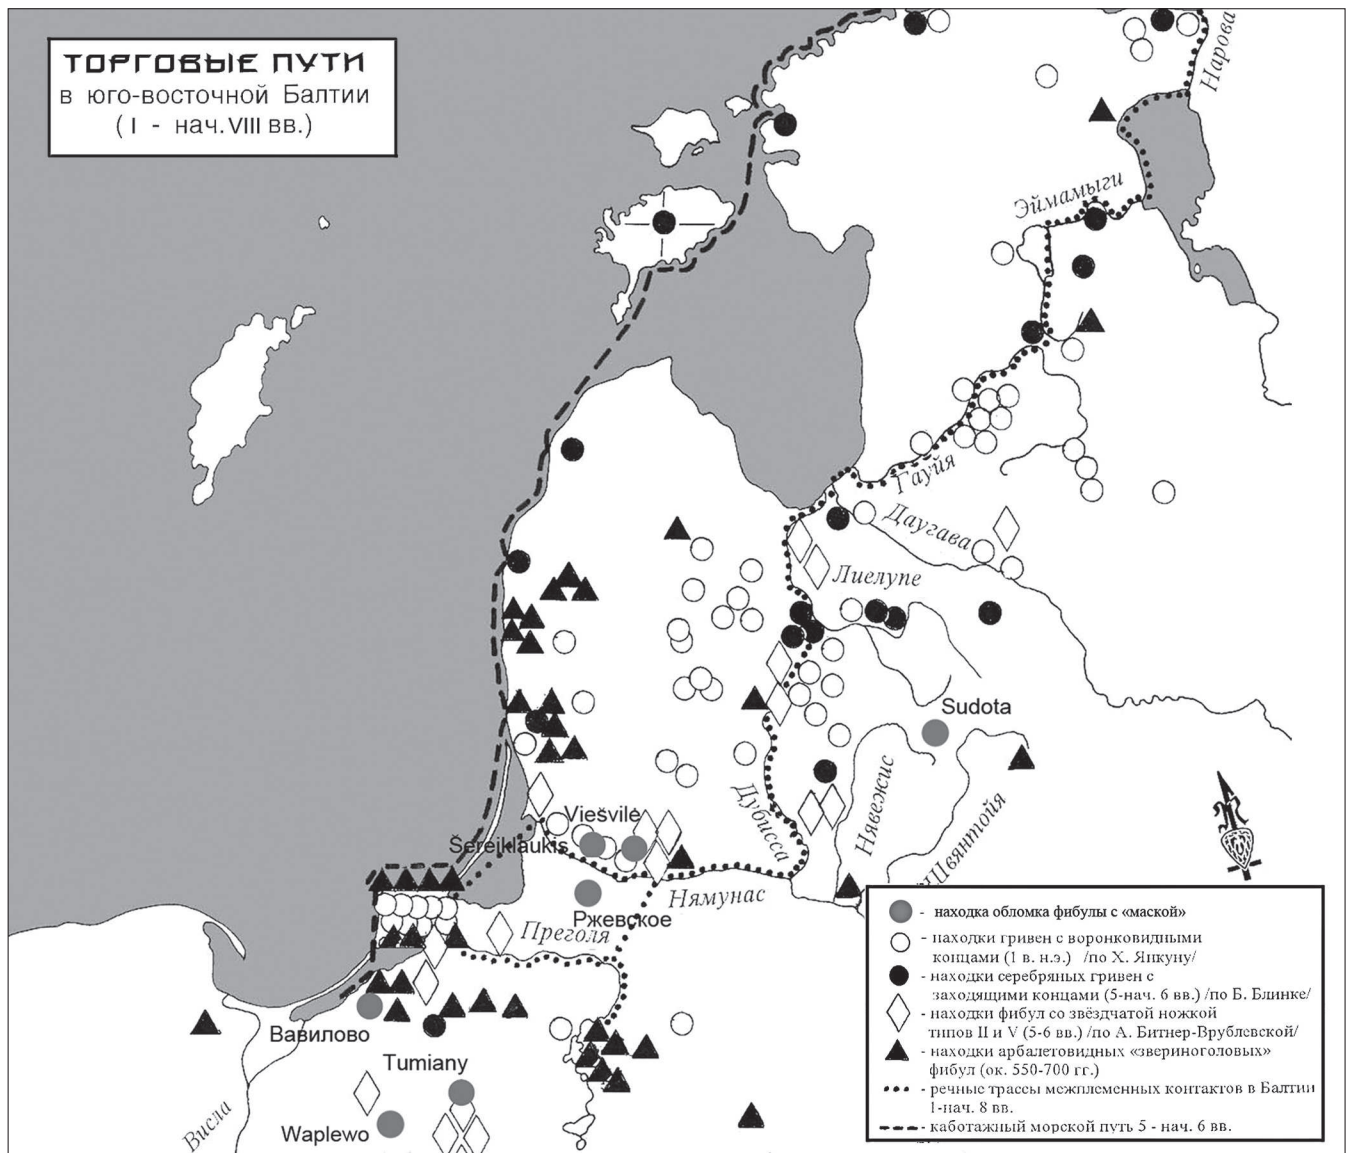 ТОРГОВЫЕ ПУТИ
в юго-восточной Балтии
( I - нач. VIII вв.)
Нарова
Эймамыги
Гауйя
Даугава
Лиелупе
Sudota
Дубисса
Нявежис
Швянтойя
Viešvilė
Šereiklaukis
Нямунас
Ржевское
Преголя
Вавилово
Tumiany
Waplewo
Висла
- находка обломка фибулы с «маской»
- находки гривен с воронковидными
концами (1 в. н.э.) /по Х. Янкуну/
- находки серебряных гривен с
заходящими концами (5-нач. 6 вв.) /по Б. Блинке/
- находки фибул со звёздчатой ножкой
типов II и V (5-6 вв.) /по А. Битнер-Врублевской/
- находки арбалетовидных «звериноголовых»
фибул (ок. 550-700 гг.)
- речные трассы межплеменных контактов в Балтии
1-нач. 8 вв.
- каботажный морской путь 5 - нач. 6 вв.